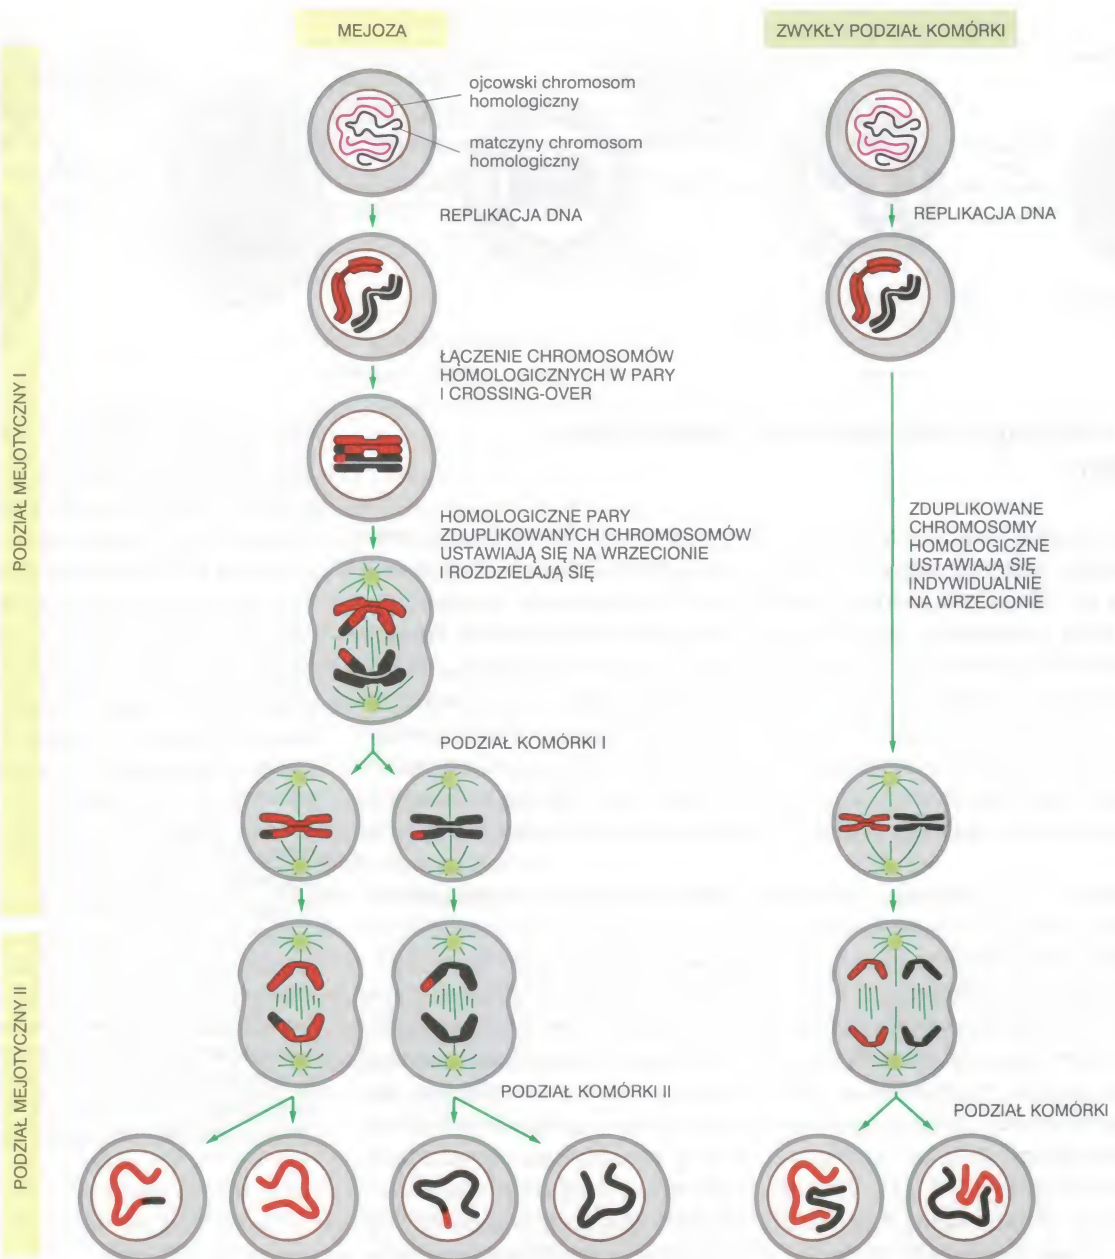 MEJOZA
ZWYKŁY PODZIAŁ KOMÓRKI
ojcowski chromosom
homologiczny
matczyny chromosom
homologiczny
REPLIKACJA DNA
REPLIKACJA DNA
ŁĄCZENIE CHROMOSOMÓW
HOMOLOGICZNYCH W PARY
I CROSSING-OVER
PODZIAŁ MEJOTYCZNY I
HOMOLOGICZNE PARY
ZDUPLIKOWANYCH CHROMOSOMÓW
USTAWIAJĄ SIĘ NA WRZECIONIE
I ROZDZIELAJĄ SIĘ
ZDUPLIKOWANE
CHROMOSOMY
HOMOLOGICZNE
USTAWIAJĄ SIĘ
INDYWIDUALNIE
NA WRZECIONIE
PODZIAŁ KOMÓRKI I
PODZIAŁ MEJOTYCZNY II
PODZIAŁ KOMÓRKI II
PODZIAŁ KOMÓRKI